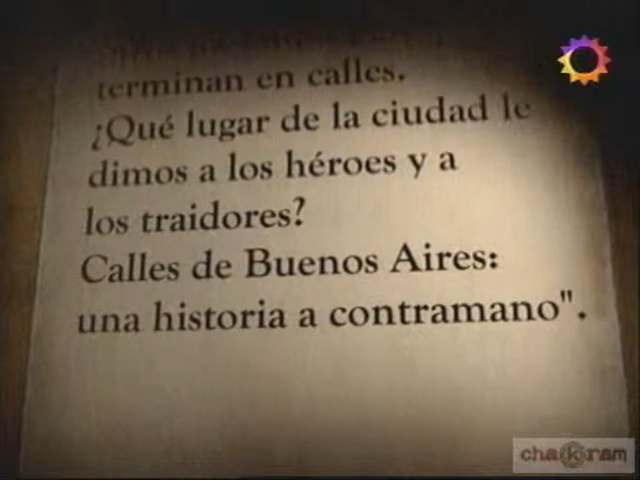 terminan en calles.
¿Qué lugar de la ciudad le
dimos a los héroes y a
los traidores?
Calles de Buenos Aires:
una historia a contramano".
chakram